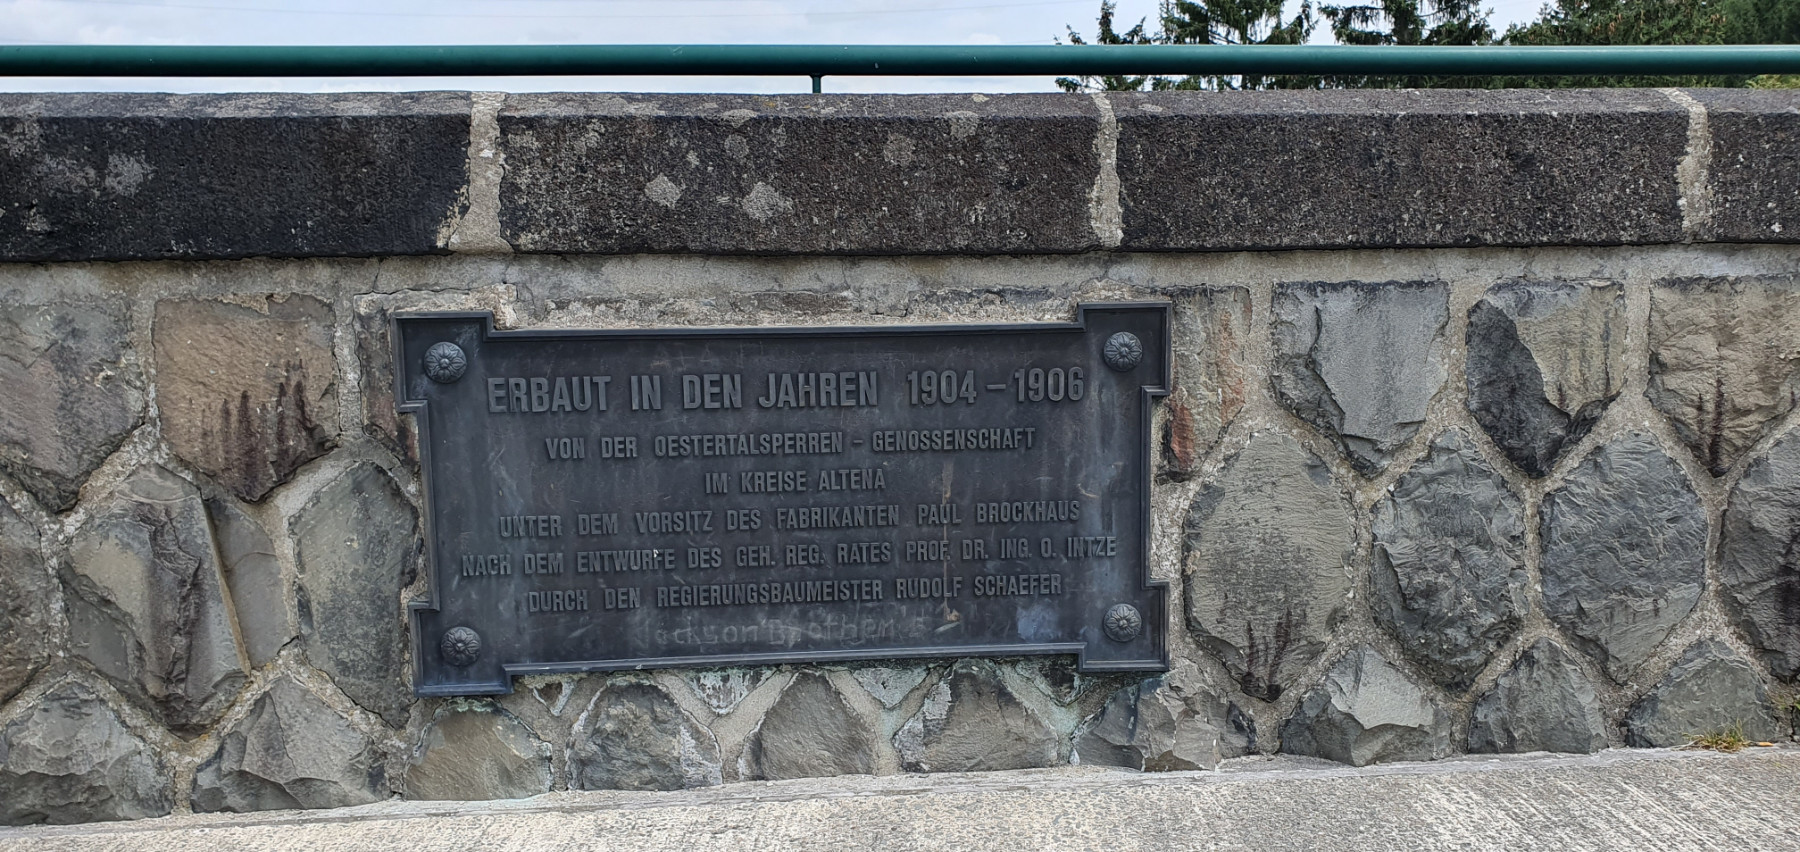 ERBAUT IN DEN JAHREN 1904 – 1906
VON DER OESTERTALSPERREN – GENOSSENSCHAFT
IM KREISE ALTENA
UNTER DEM VORSITZ DES FABRIKANTEN PAUL BROCKHAUS
NACH DEM ENTWURFE DES GEH. REG. RATES PROF. DR. ING. O. INTZE
DURCH DEN REGIERUNGSBAUMEISTER RUDOLF SCHAEFER